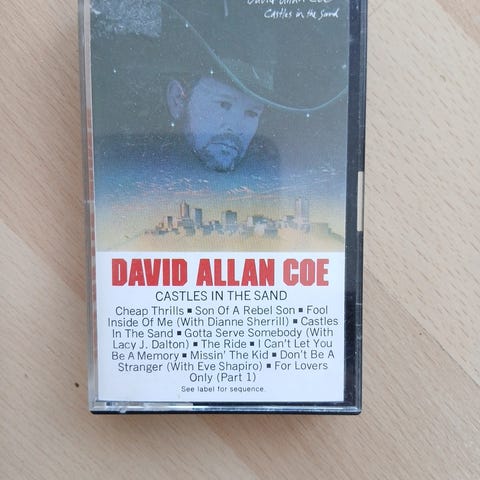 David Allan Coe
Castles in the Sand
DAVID ALLAN COE
CASTLES IN THE SAND
Cheap Thrills ■ Son Of A Rebel Son ■ Fool
Inside Of Me (With Dianne Sherrill) ■ Castles
In The Sand ■ Gotta Serve Somebody (With
Lacy J. Dalton) ■ The Ride ■ I Can't Let You
Be A Memory ■ Missin' The Kid ■ Don't Be A
Stranger (With Eve Shapiro) ■ For Lovers
Only (Part 1)
See label for sequence.